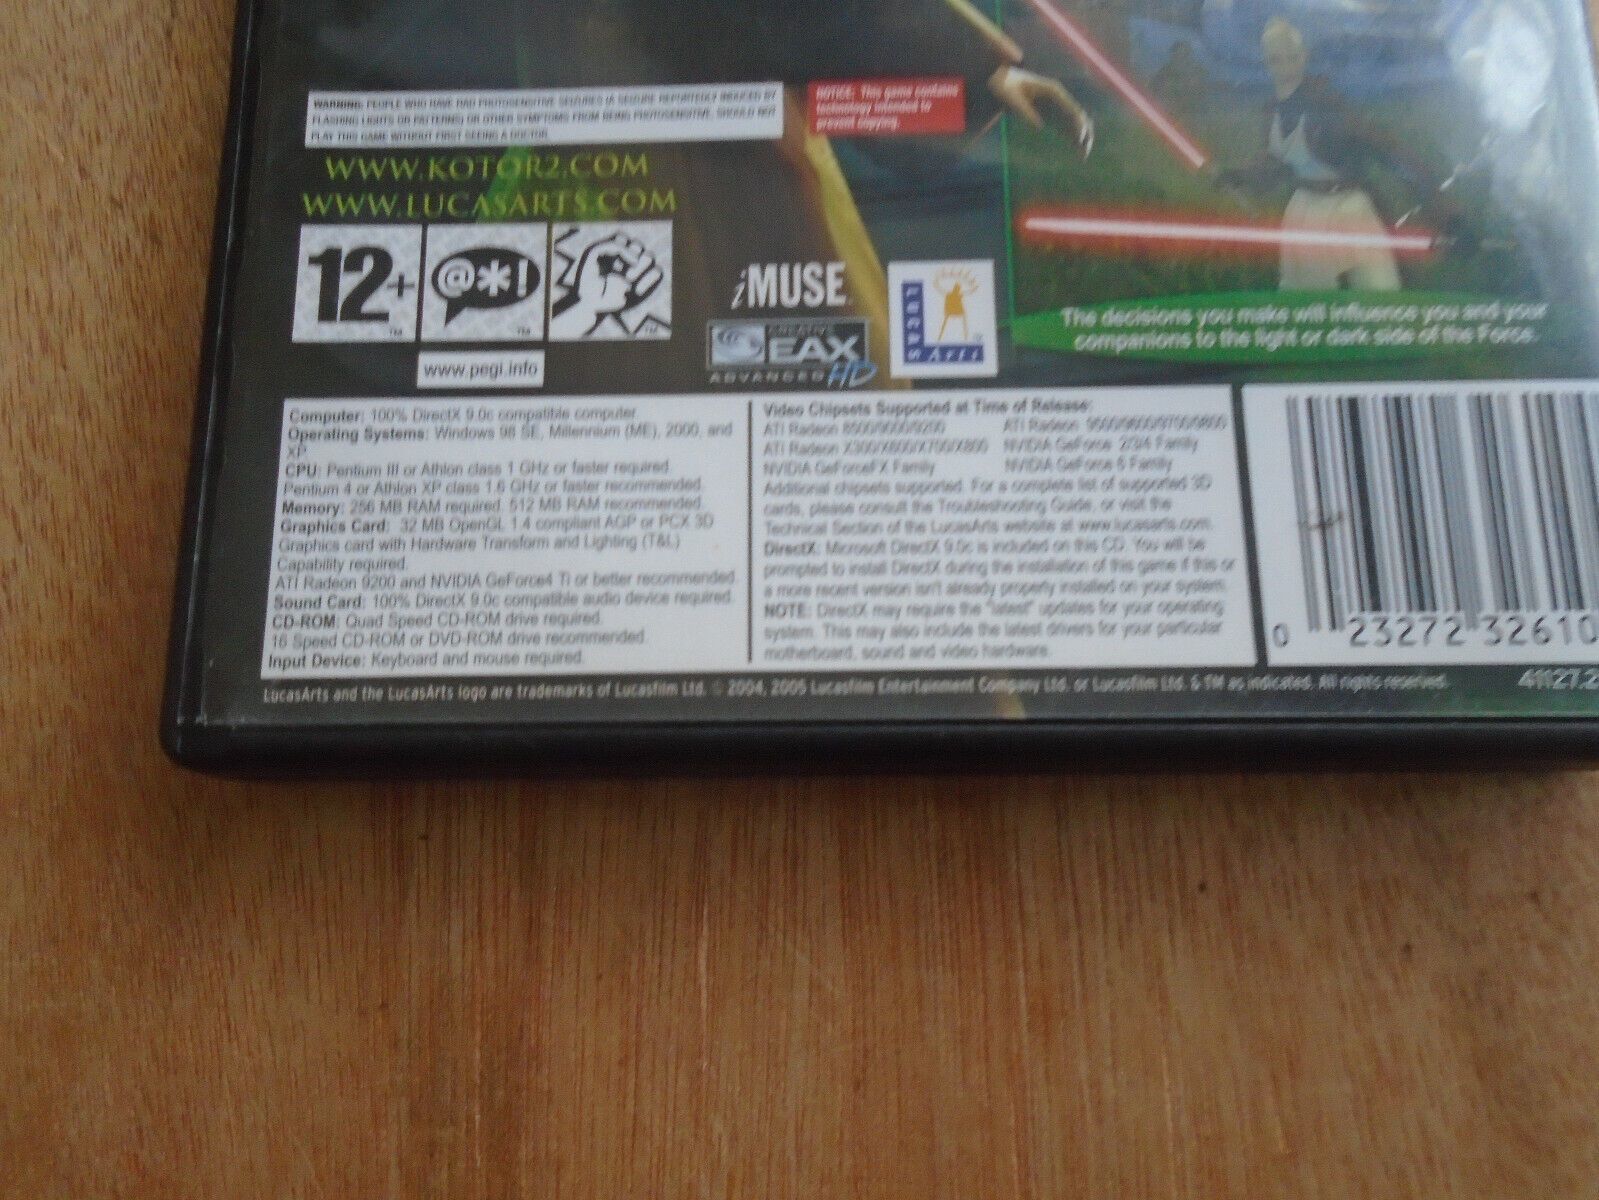 WARNING: PEOPLE WHO HAVE HAD PHOTOSENSITIVE SEIZURES (A SEIZURE REPORTEDLY INDUCED BY
FLASHING LIGHTS OR PATTERNS) OR OTHER SYMPTOMS FROM BEING PHOTOSENSITIVE, SHOULD NOT
PLAY THIS GAME WITHOUT FIRST SEEING A DOCTOR.
NOTICE: This game contains
technology intended to
prevent copying.
WWW.KOTOR2.COM
WWW.LUCASARTS.COM
12+
@*!
TM
TM
TM
www.pegi.info
iMUSE
CREATIVE
EAX
ADVANCED HD
Lucas Arts
The decisions you make will influence you and your
companions to the light or dark side of the Force.
Computer: 100% DirectX 9.0c compatible computer
Operating Systems: Windows 98 SE, Millennium (ME), 2000, and
XP
CPU: Pentium III or Athlon class 1 GHz or faster required.
Pentium 4 or Athlon XP class 1.6 GHz or faster recommended.
Memory: 256 MB RAM required. 512 MB RAM recommended.
Graphics Card: 32 MB OpenGL 1.4 compliant AGP or PCX 3D
Graphics card with Hardware Transform and Lighting (T&L)
Capability required.
ATI Radeon 9200 and NVIDIA GeForce4 Ti or better recommended.
Sound Card: 100% DirectX 9.0c compatible audio device required.
CD-ROM: Quad Speed CD-ROM drive required.
16 Speed CD-ROM or DVD-ROM drive recommended.
Input Device: Keyboard and mouse required.
Video Chipsets Supported at Time of Release:
ATI Radeon 8500/9000/9200 ATI Radeon 9500/9600/9700/9800
ATI Radeon X300/X600/X700/X800 NVIDIA GeForce 2/3/4 Family
NVIDIA GeForceFX Family NVIDIA GeForce 6 Family
Additional chipsets supported. For a complete list of supported 3D
cards, please consult the Troubleshooting Guide, or visit the
Technical Section of the LucasArts website at www.lucasarts.com.
DirectX: Microsoft DirectX 9.0c is included on this CD. You will be
prompted to install DirectX during the installation of this game if this or
a more recent version isn't already properly installed on your system.
NOTE: DirectX may require the "latest" updates for your operating
system. This may also include the latest drivers for your particular
motherboard, sound and video hardware.
0 23272 32610
LucasArts and the LucasArts logo are trademarks of Lucasfilm Ltd. © 2004, 2005 Lucasfilm Entertainment Company Ltd. or Lucasfilm Ltd. & TM as indicated. All rights reserved.
41127.2